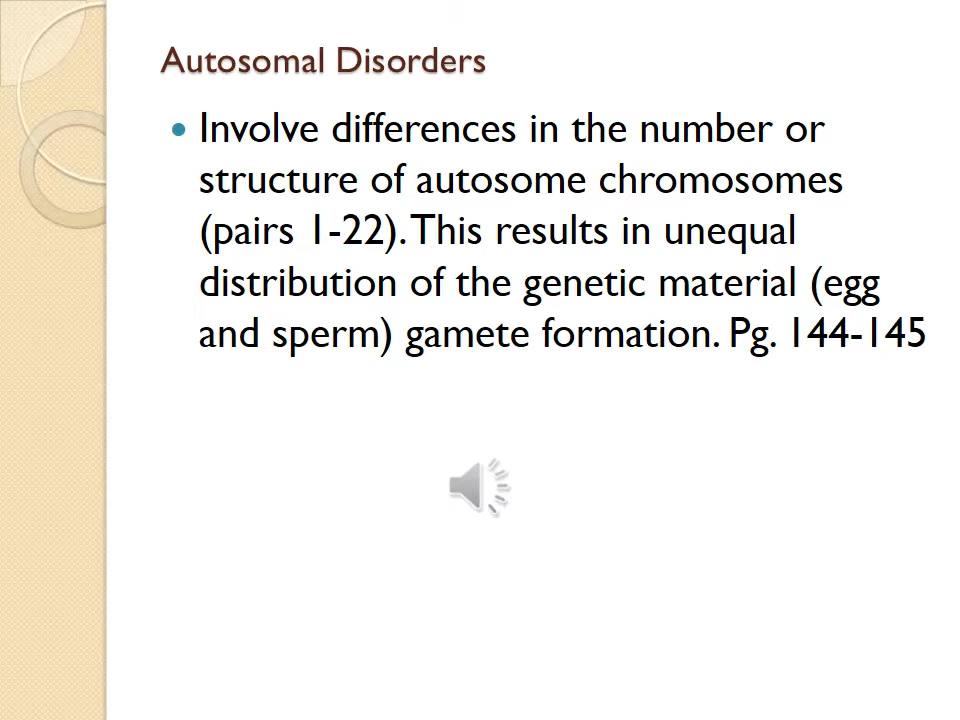 Autosomal Disorders
• Involve differences in the number or
structure of autosome chromosomes
(pairs 1-22). This results in unequal
distribution of the genetic material (egg
and sperm) gamete formation. Pg. 144-145